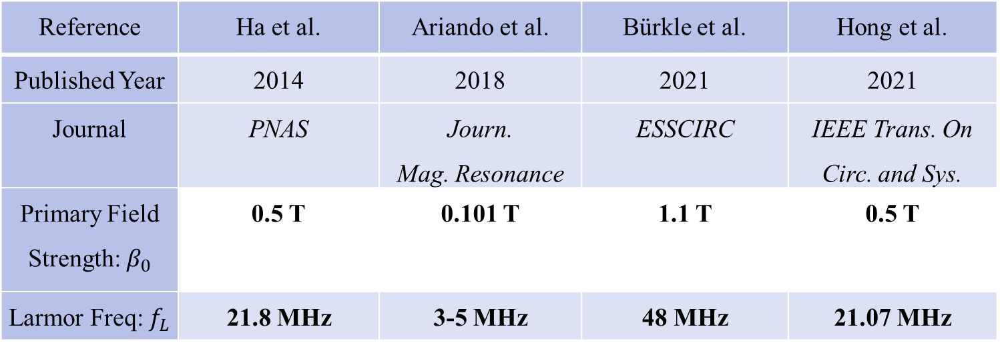 Reference Ha et al. Ariando et al. Bürkle et al. Hong et al.
Published Year 2014 2018 2021 2021
Journal PNAS Journ. ESSCIRC IEEE Trans. On
Mag. Resonance Circ. and Sys.
Primary Field 0.5 T 0.101 T 1.1 T 0.5 T
Strength: β₀
Larmor Freq: f_L 21.8 MHz 3-5 MHz 48 MHz 21.07 MHz